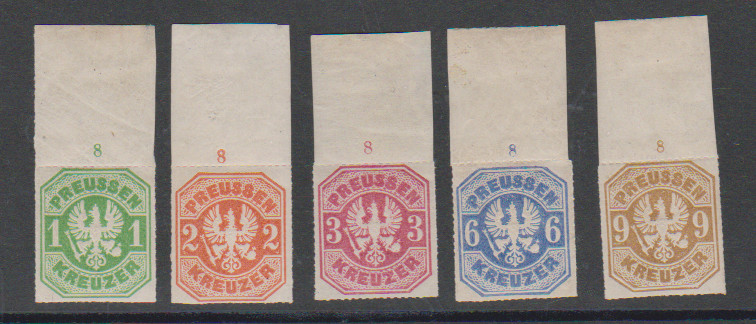 8
PREUSSEN
1 1
KREUZER
8
PREUSSEN
2 2
KREUZER
8
PREUSSEN
3 3
KREUZER
8
PREUSSEN
6 6
KREUZER
8
PREUSSEN
9 9
KREUZER